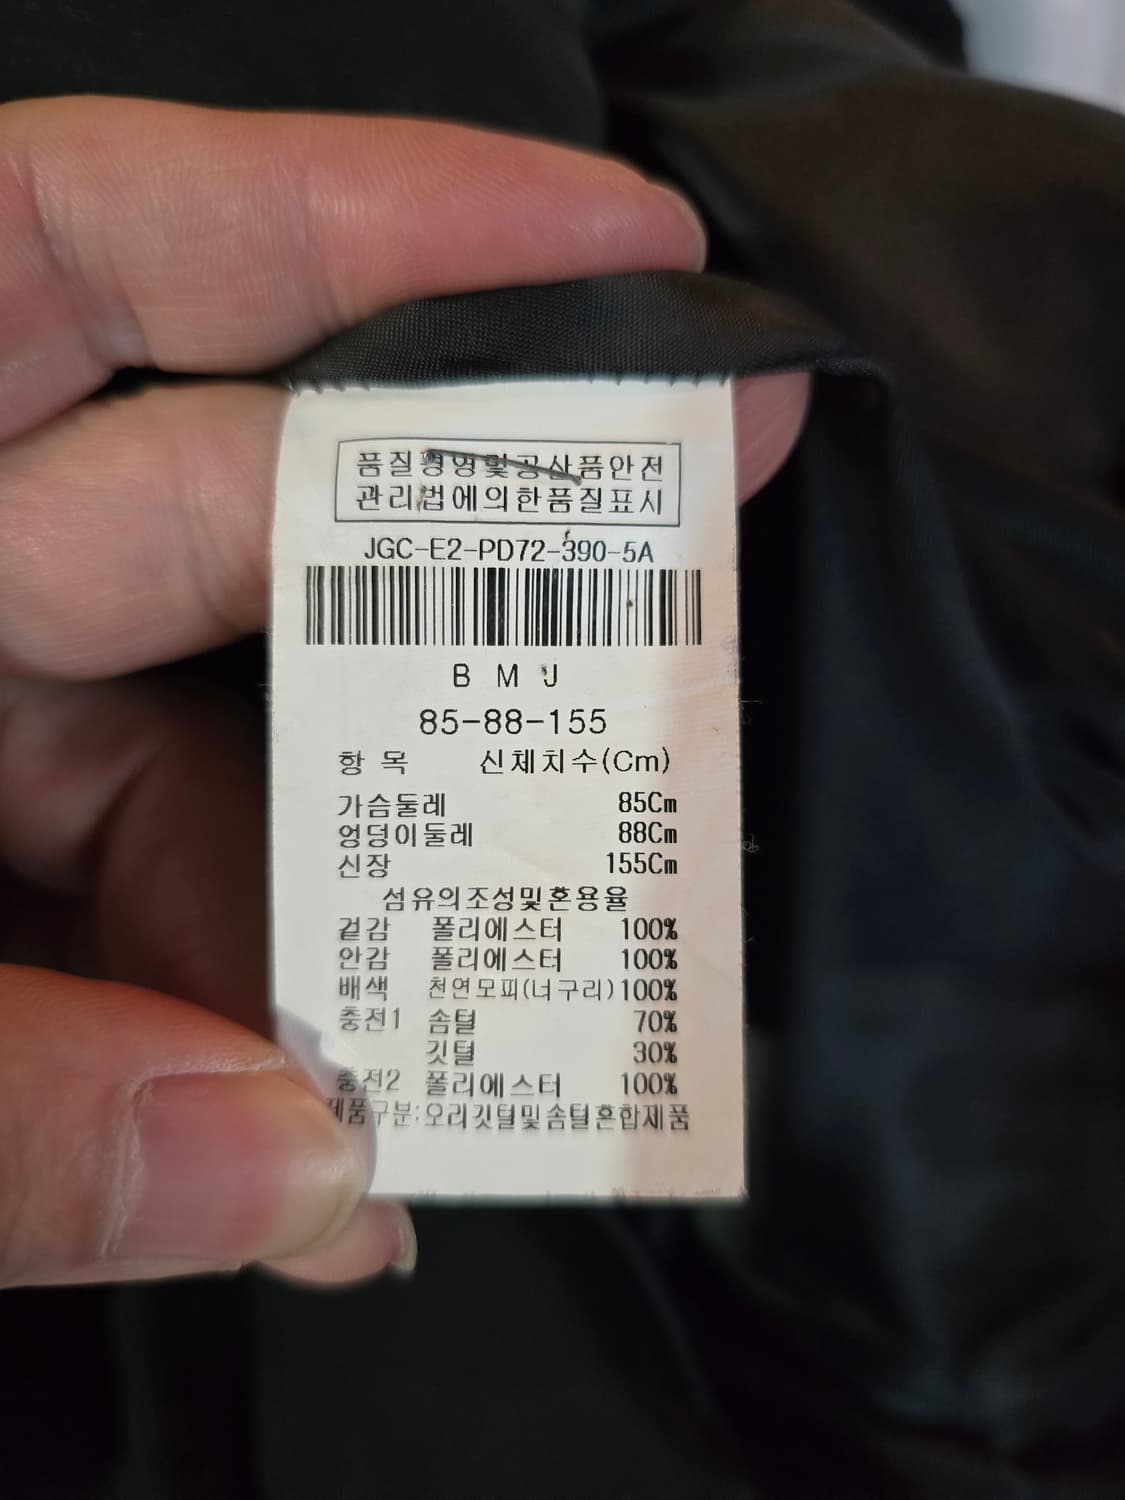 품질경영및공산품안전
관리법에의한품질표시
JGC-E2-PD72-390-5A
B M J
85-88-155
항 목 신체치수(Cm)
가슴둘레 85Cm
엉덩이둘레 88Cm
신장 155Cm
섬유의조성및혼용율
겉감 폴리에스터 100%
안감 폴리에스터 100%
배색 천연모피(너구리) 100%
충전1 솜털 70%
깃털 30%
충전2 폴리에스터 100%
제품구분:오리깃털및솜털혼합제품